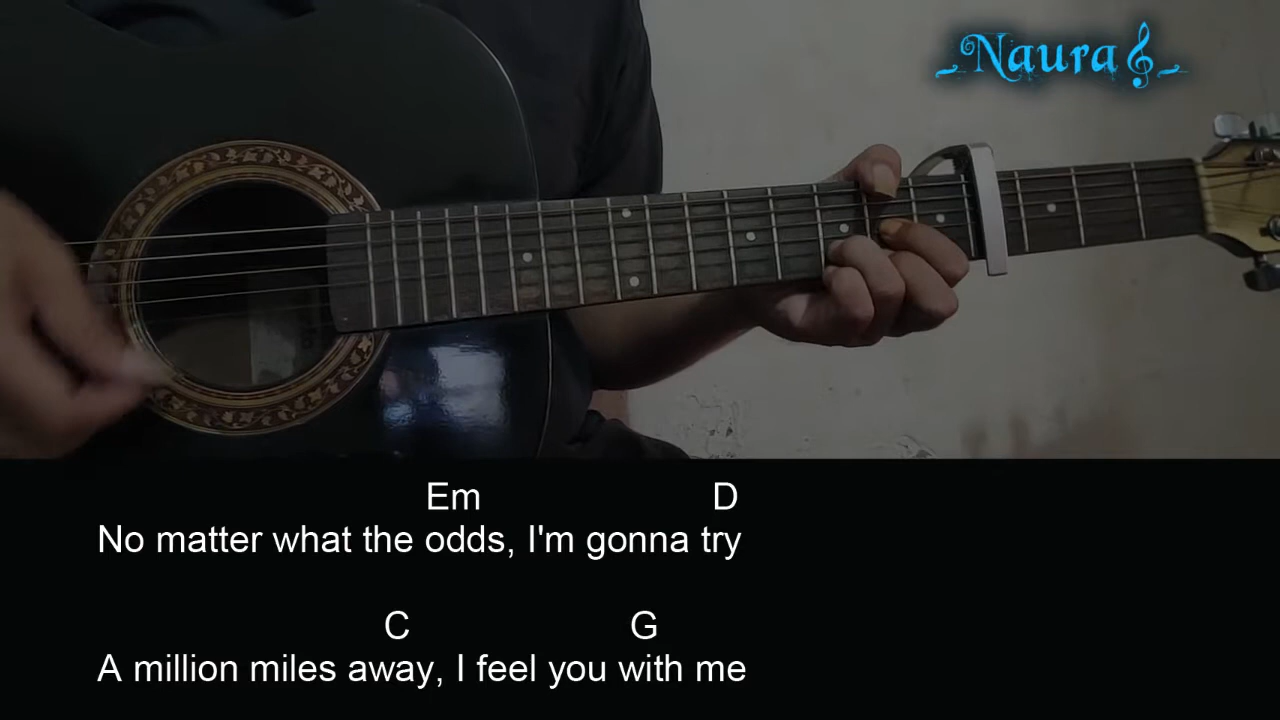 Naura
Em D
No matter what the odds, I'm gonna try
C G
A million miles away, I feel you with me